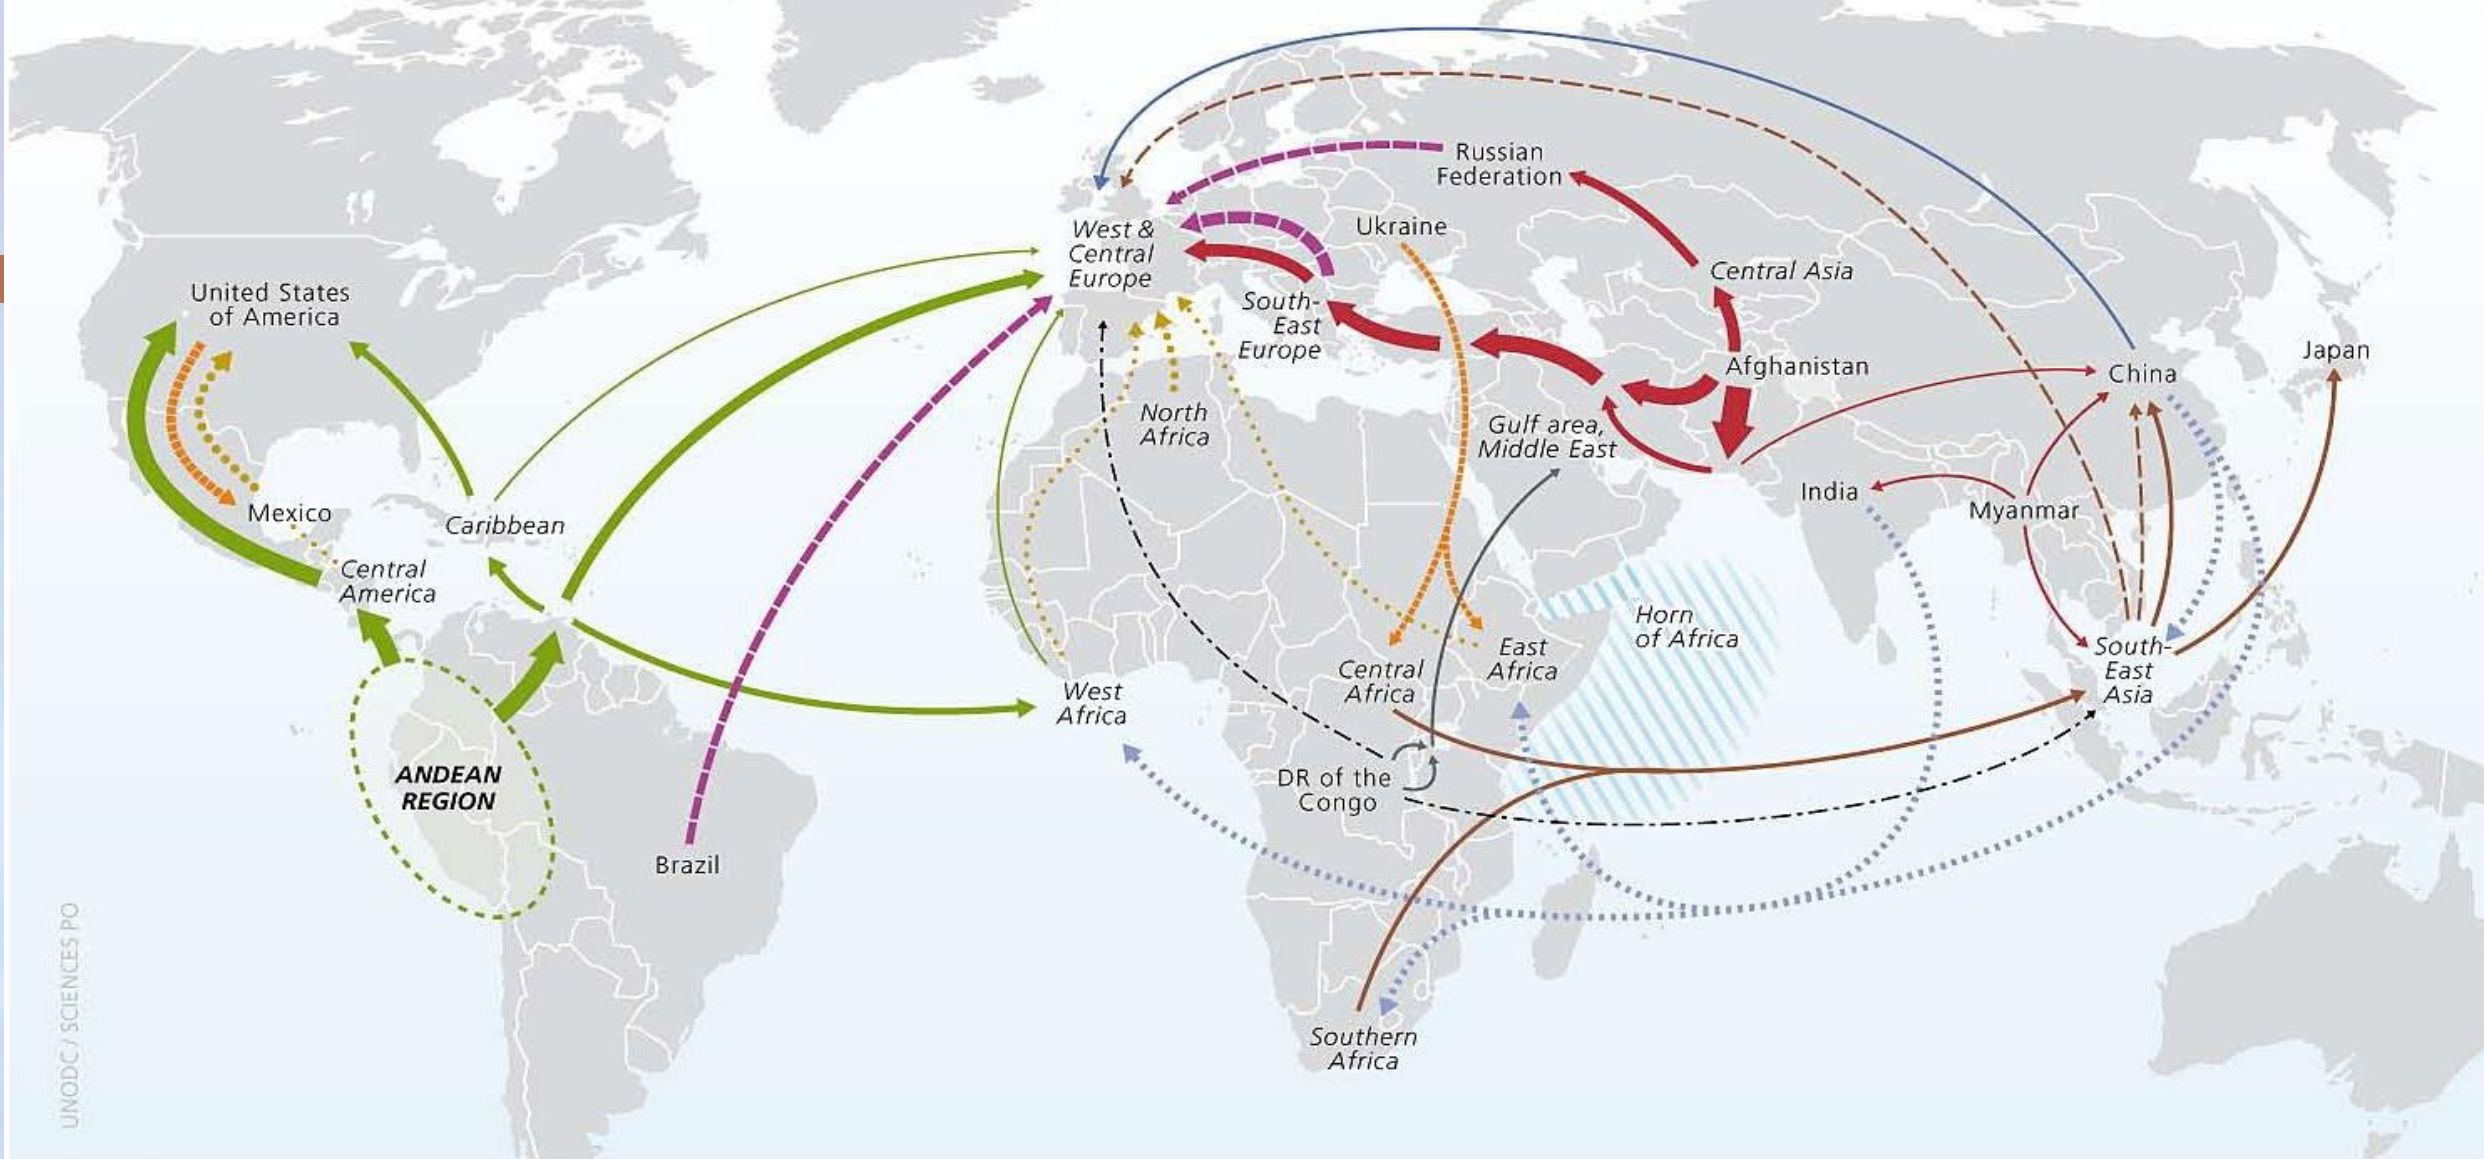 Russian
Federation
West &
Central
Europe
Ukraine
Central Asia
United States
of America
South-
East
Europe
Afghanistan
Japan
China
North
Africa
Gulf area,
Middle East
India
Myanmar
Mexico
Caribbean
Central
America
Horn
of Africa
East
Africa
Central
Africa
South-
East
Asia
West
Africa
ANDEAN
REGION
DR of the
Congo
Brazil
Southern
Africa
UNODC / SCIENCES PO